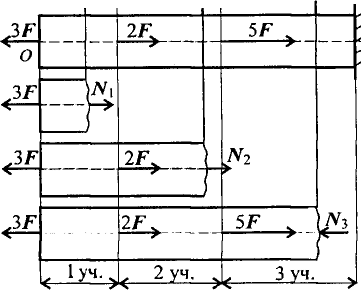 3F 2F 5F
O
3F N₁
3F 2F N₂
3F 2F 5F N₃
1 уч. 2 уч. 3 уч.